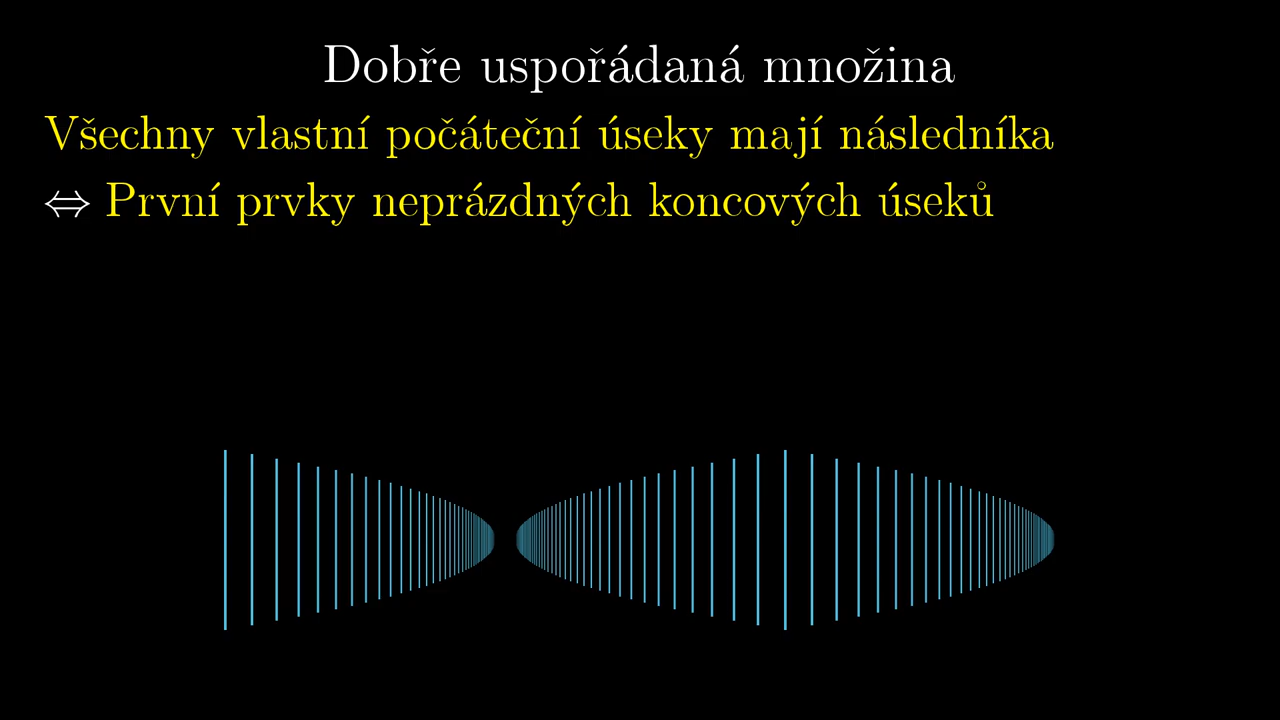 Dobře uspořádaná množina
Všechny vlastní počáteční úseky mají následníka
⇔ První prvky neprázdných koncových úseků